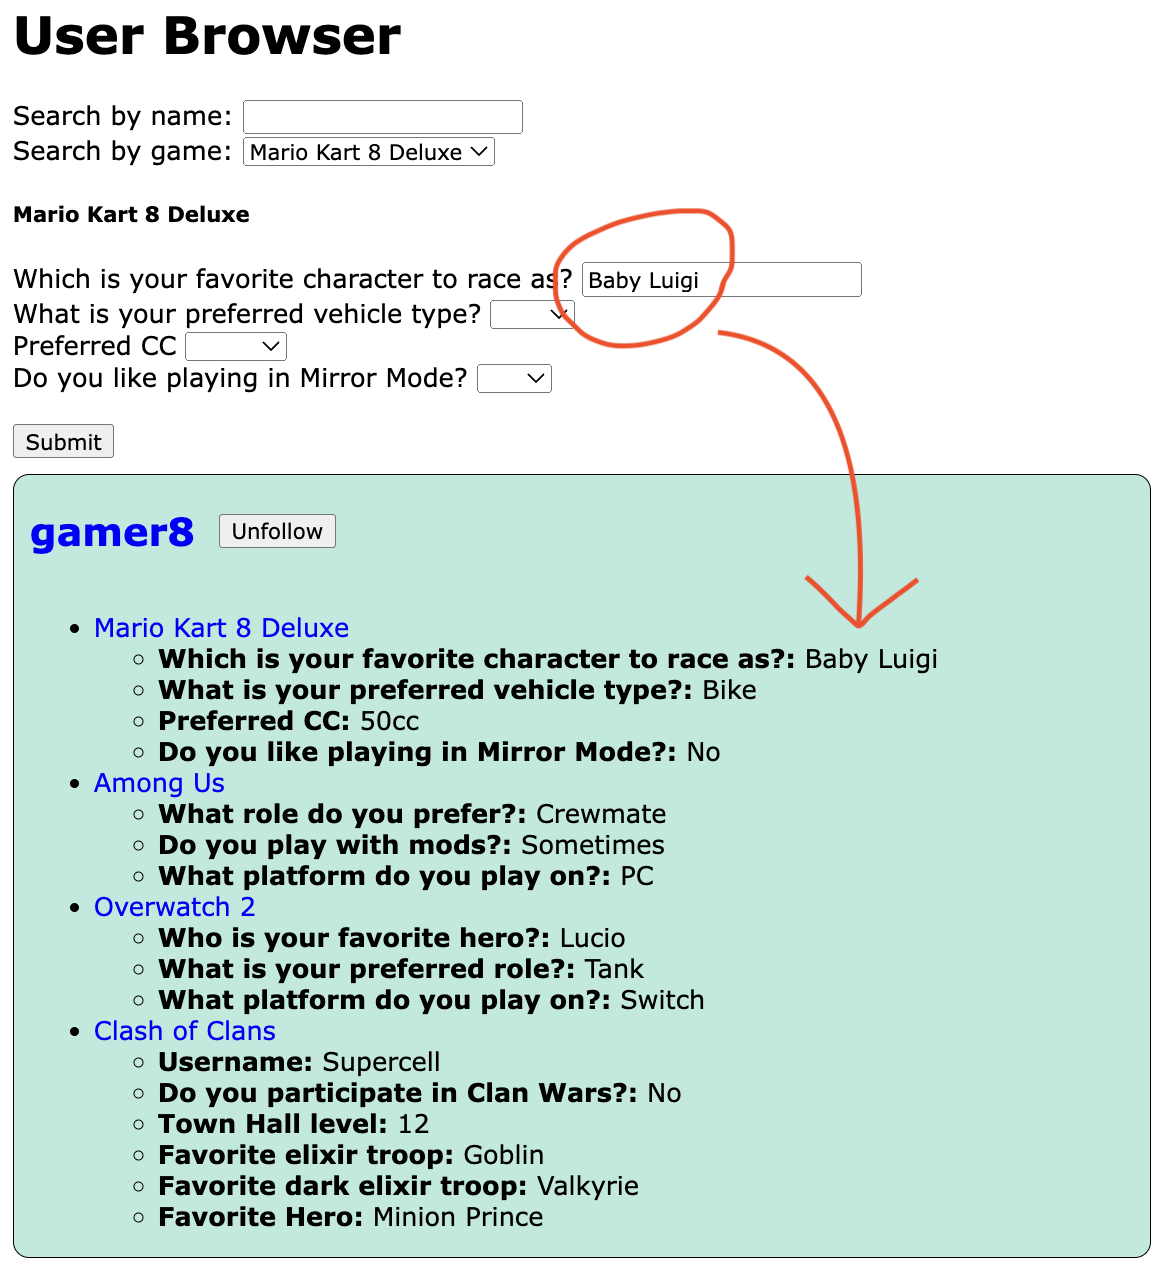 User Browser
Search by name:
Search by game: Mario Kart 8 Deluxe
Mario Kart 8 Deluxe
Which is your favorite character to race as? Baby Luigi
What is your preferred vehicle type?
Preferred CC
Do you like playing in Mirror Mode?
Submit
gamer8 Unfollow
Mario Kart 8 Deluxe
Which is your favorite character to race as?: Baby Luigi
What is your preferred vehicle type?: Bike
Preferred CC: 50cc
Do you like playing in Mirror Mode?: No
Among Us
What role do you prefer?: Crewmate
Do you play with mods?: Sometimes
What platform do you play on?: PC
Overwatch 2
Who is your favorite hero?: Lucio
What is your preferred role?: Tank
What platform do you play on?: Switch
Clash of Clans
Username: Supercell
Do you participate in Clan Wars?: No
Town Hall level: 12
Favorite elixir troop: Goblin
Favorite dark elixir troop: Valkyrie
Favorite Hero: Minion Prince